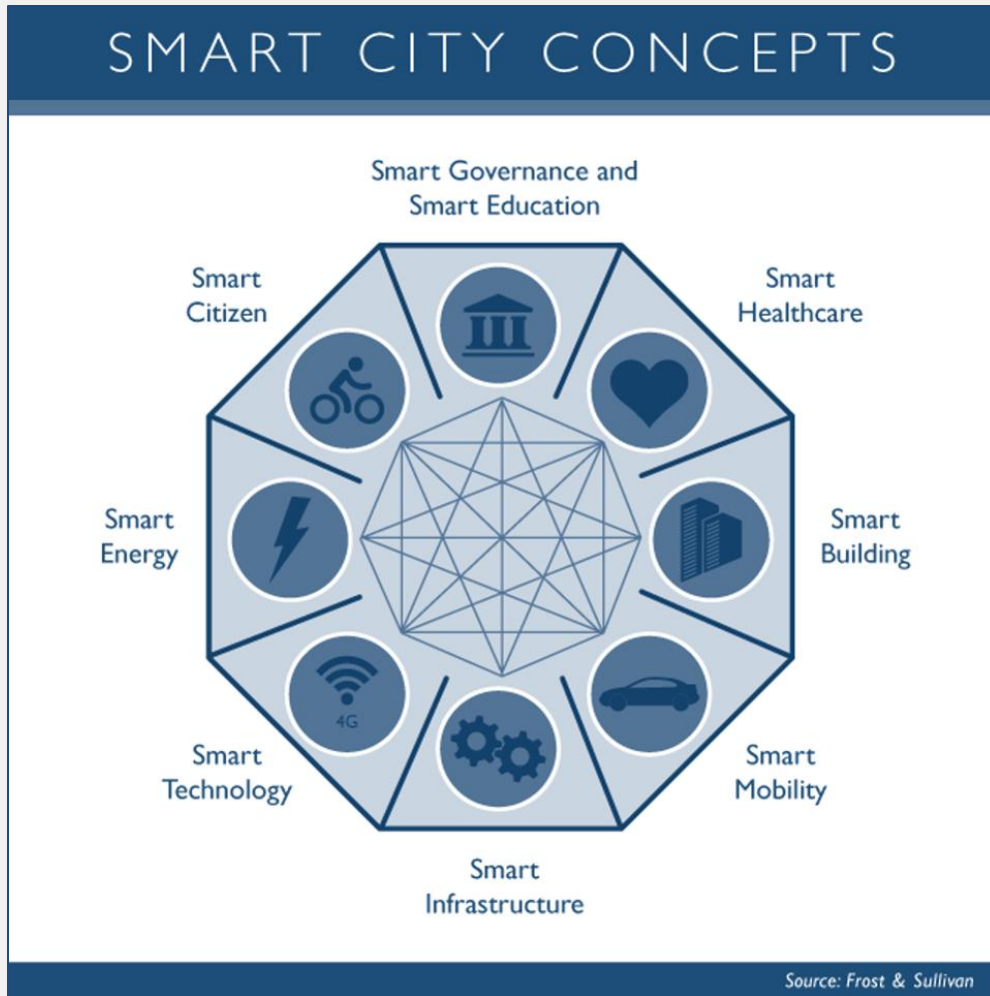 SMART CITY CONCEPTS
Smart Governance and
Smart Education
Smart
Citizen
Smart
Healthcare
Smart
Energy
Smart
Building
4G
Smart
Technology
Smart
Mobility
Smart
Infrastructure
Source: Frost & Sullivan